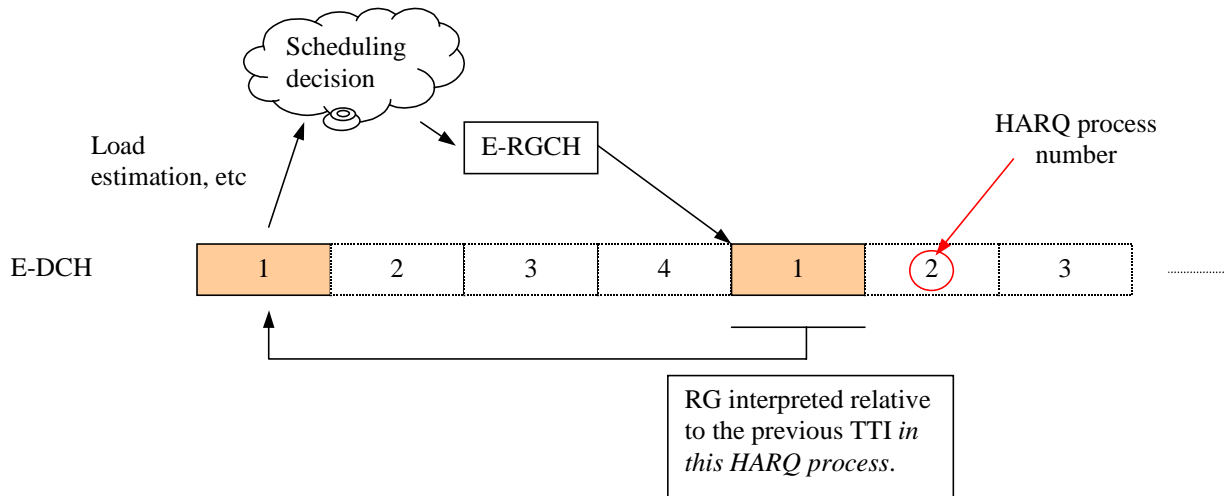 Scheduling
decision
Load
estimation, etc
E-RGCH
HARQ process
number
E-DCH
1
2
3
4
1
2
3
RG interpreted relative
to the previous TTI in
this HARQ process.